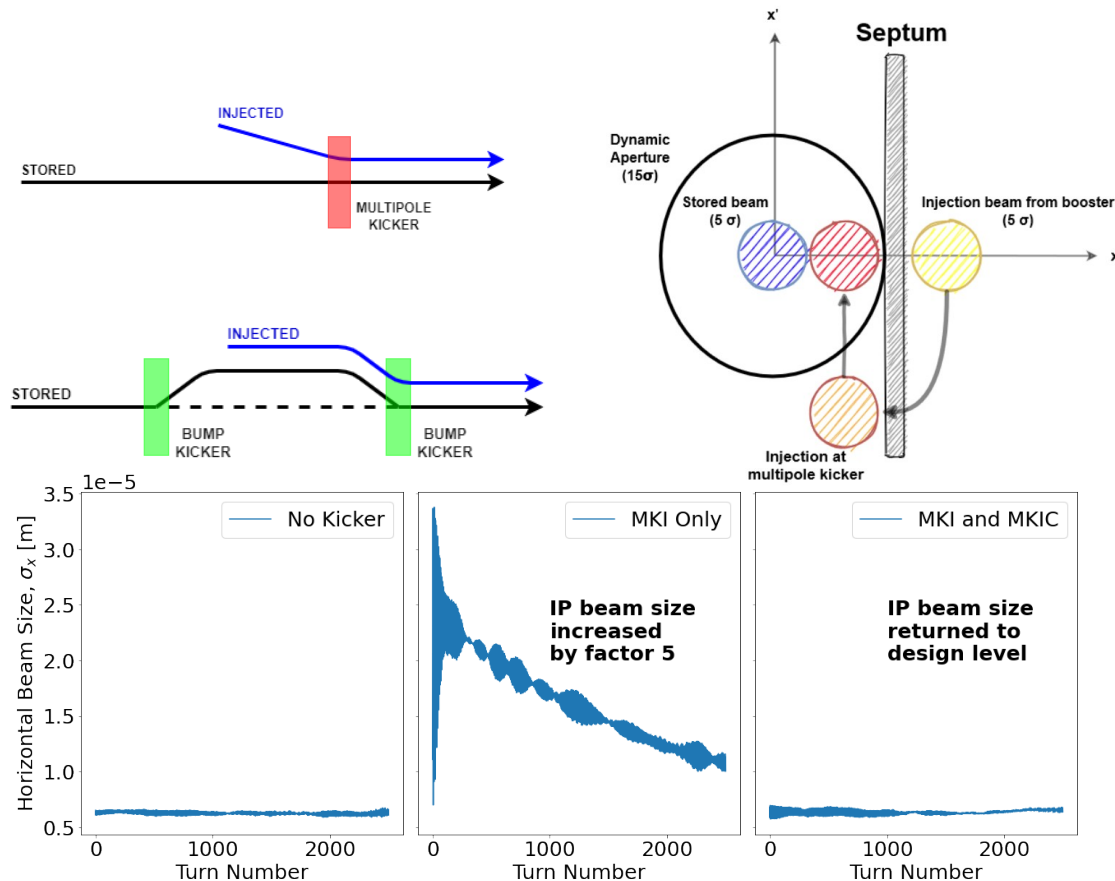 INJECTED
STORED
MULTIPOLE
KICKER
INJECTED
STORED
BUMP
KICKER
BUMP
KICKER
x'
Septum
Dynamic
Aperture
(15σ)
Stored beam
(5 σ)
Injection beam from booster
(5 σ)
x
Injection at
multipole kicker
1e−5
Horizontal Beam Size, σx [m]
3.5
3.0
2.5
2.0
1.5
1.0
0.5
No Kicker
0 1000 2000
Turn Number
MKI Only
IP beam size
increased
by factor 5
0 1000 2000
Turn Number
MKI and MKIC
IP beam size
returned to
design level
0 1000 2000
Turn Number